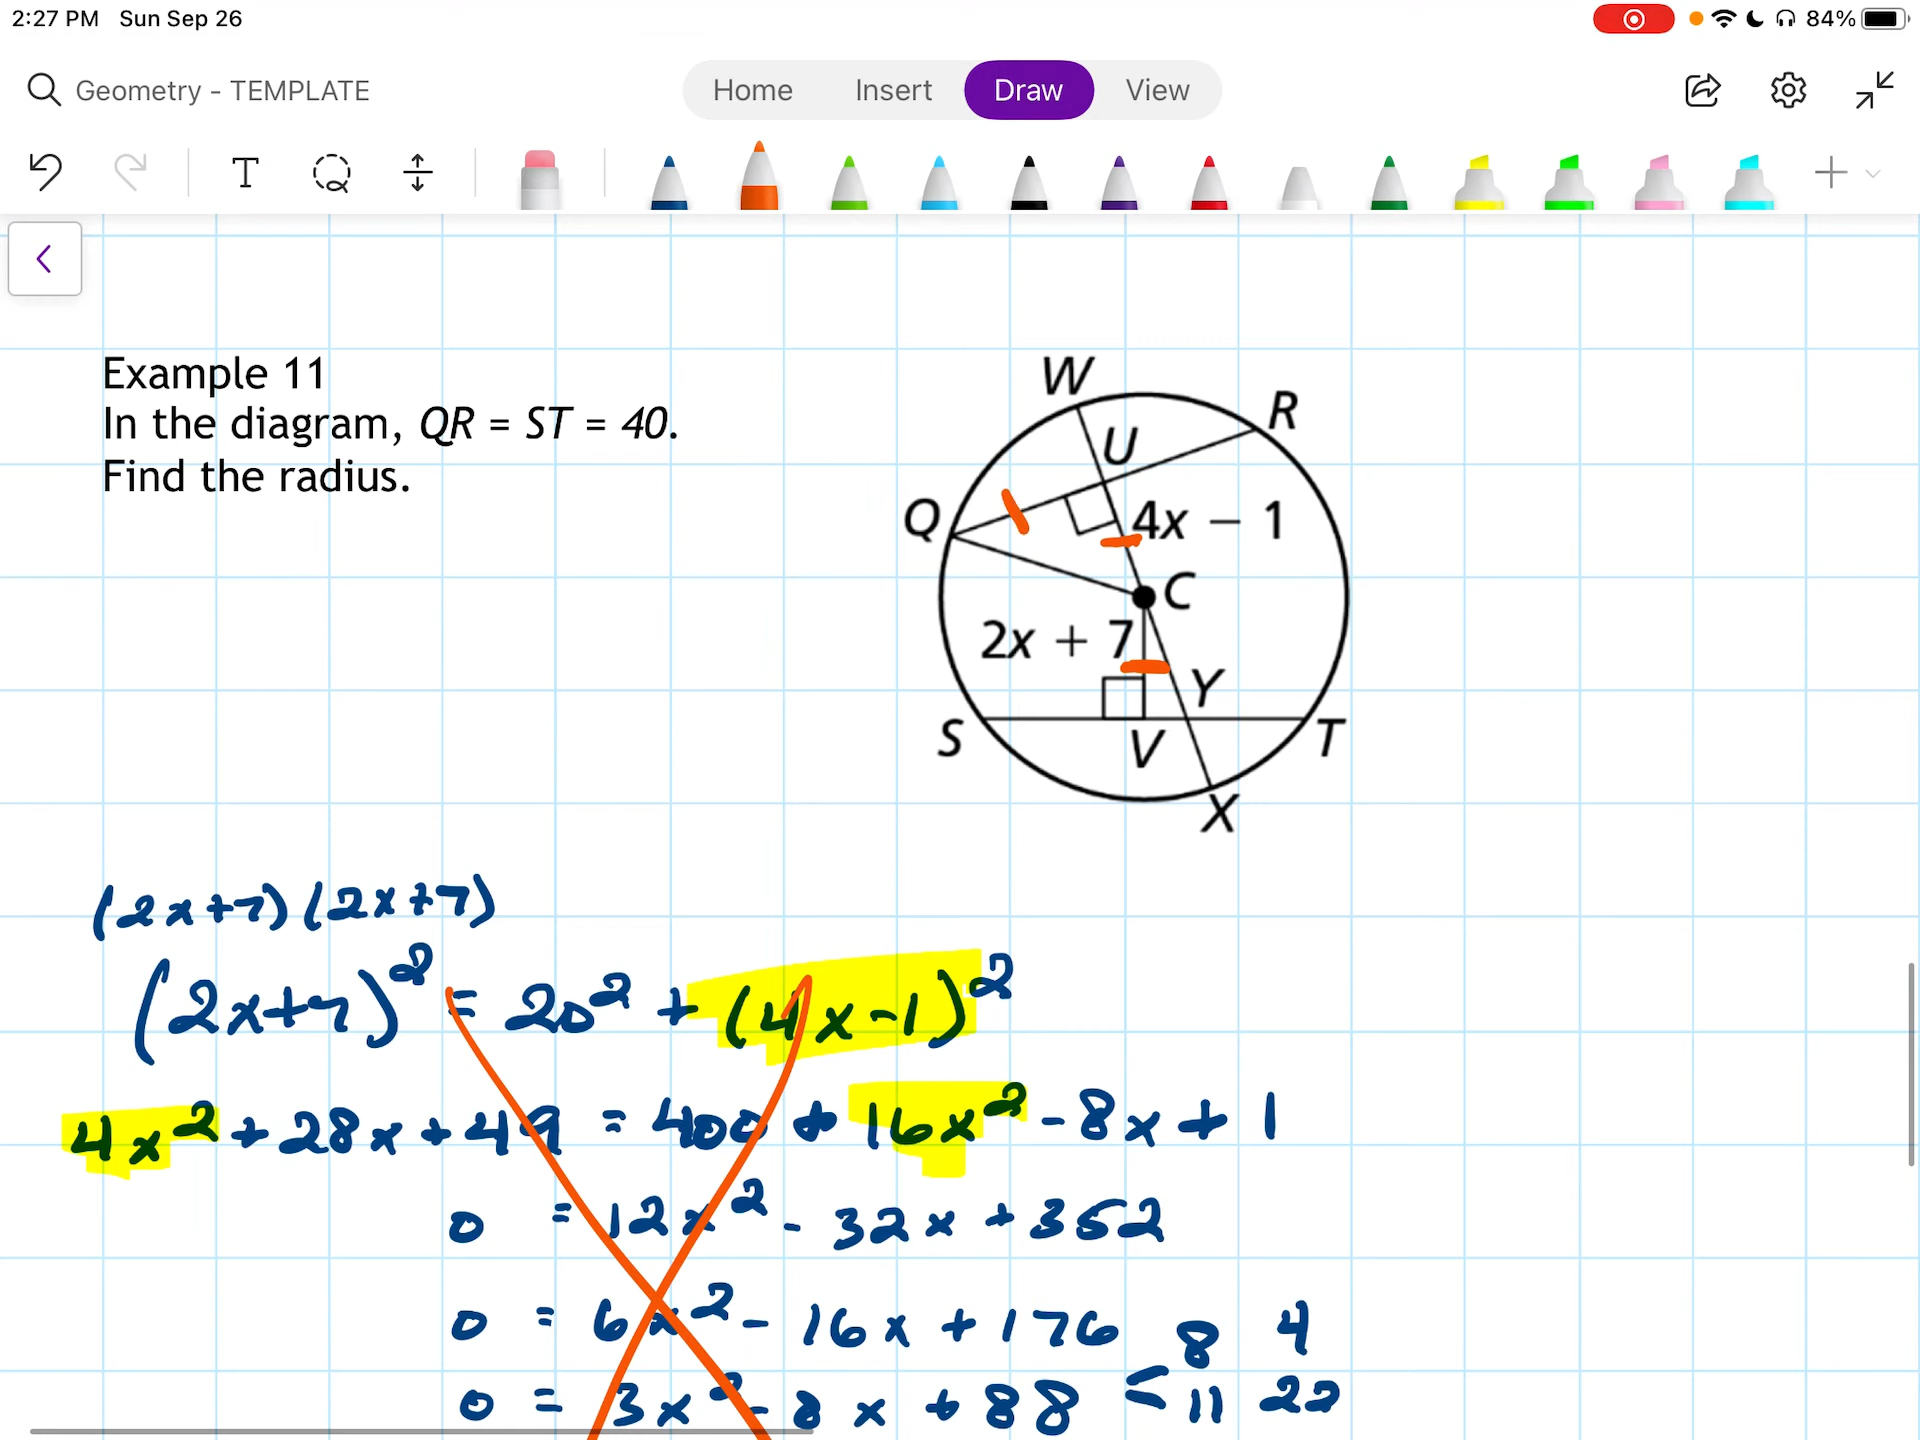 2:27 PM Sun Sep 26
84%
Geometry - TEMPLATE
Home Insert Draw View
T
Example 11
In the diagram, QR = ST = 40.
Find the radius.
W
R
U
Q
4x − 1
C
2x + 7
Y
S
V
T
X
(2x+7)(2x+7)
(2x+7)² = 20² + (4x-1)²
4x² + 28x + 49 = 400 + 16x² - 8x + 1
0 = 12x² - 32x + 352
0 = 6x² - 16x + 176 8 4
0 = 3x² - 8x + 88 11 22